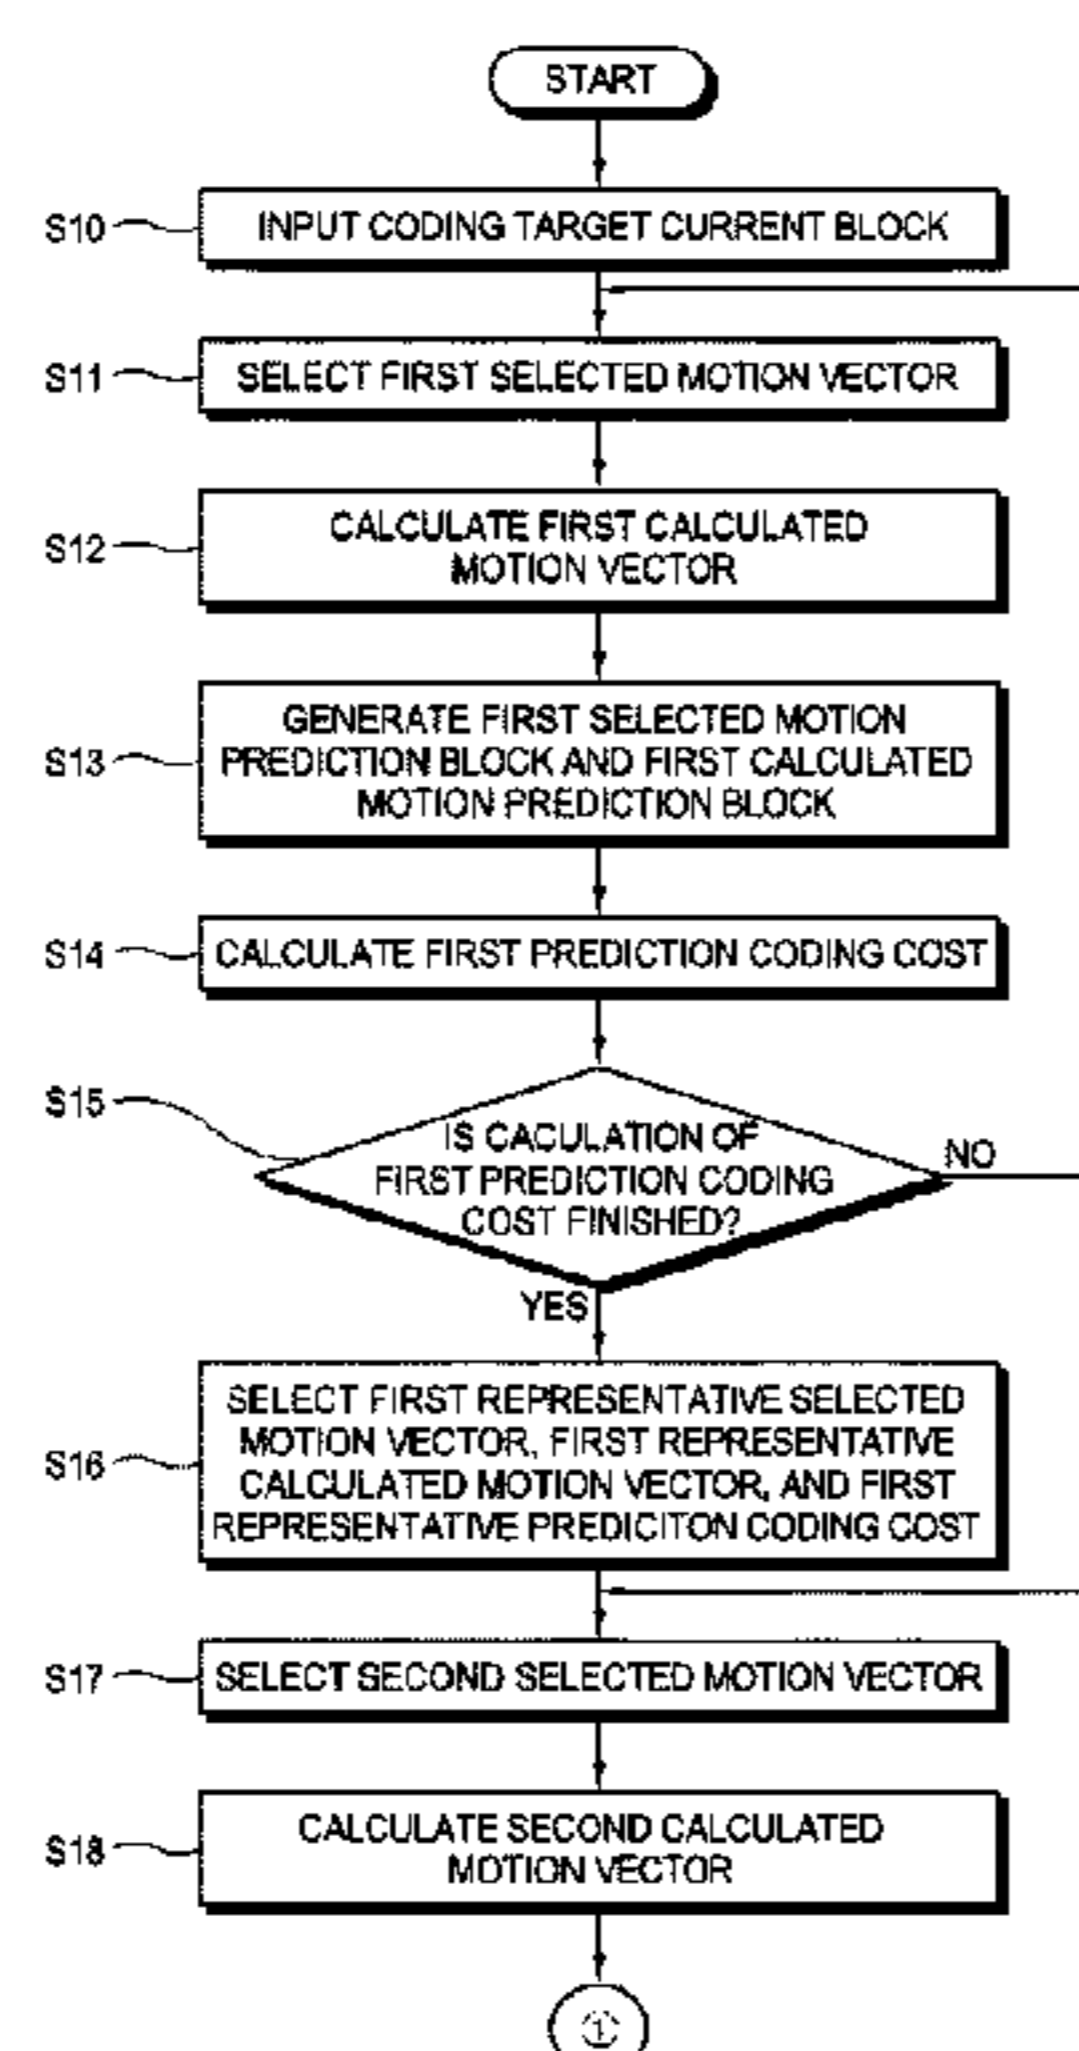 START
S10
INPUT CODING TARGET CURRENT BLOCK
S11
SELECT FIRST SELECTED MOTION VECTOR
S12
CALCULATE FIRST CALCULATED
MOTION VECTOR
S13
GENERATE FIRST SELECTED MOTION
PREDICTION BLOCK AND FIRST CALCULATED
MOTION PREDICTION BLOCK
S14
CALCULATE FIRST PREDICTION CODING COST
S15
IS CACULATION OF
FIRST PREDICTION CODING
COST FINISHED?
NO
YES
S16
SELECT FIRST REPRESENTATIVE SELECTED
MOTION VECTOR, FIRST REPRESENTATIVE
CALCULATED MOTION VECTOR, AND FIRST
REPRESENTATIVE PREDICITON CODING COST
S17
SELECT SECOND SELECTED MOTION VECTOR
S18
CALCULATE SECOND CALCULATED
MOTION VECTOR
①